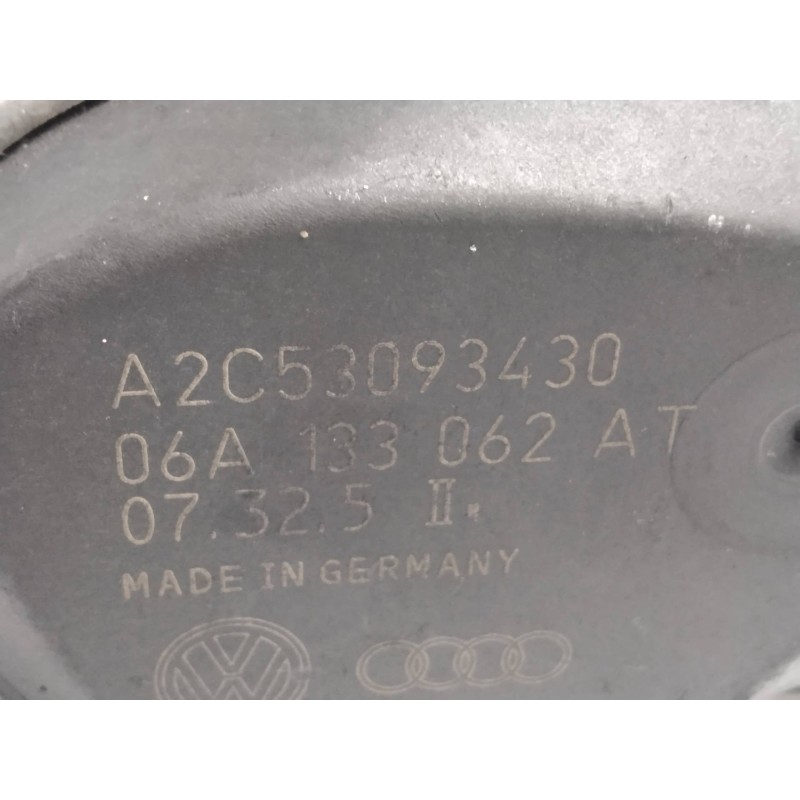 A2C53093430
06A 133 062 AT
07.32.5 II.
MADE IN GERMANY